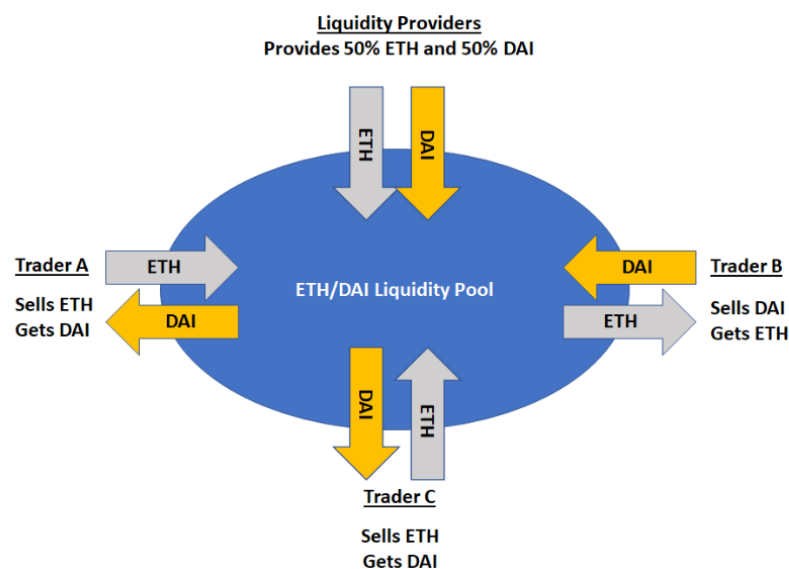 Liquidity Providers
Provides 50% ETH and 50% DAI
ETH
DAI
Trader A
ETH
Sells ETH
Gets DAI
DAI
ETH/DAI Liquidity Pool
DAI
Trader B
ETH
Sells DAI
Gets ETH
DAI
ETH
Trader C
Sells ETH
Gets DAI